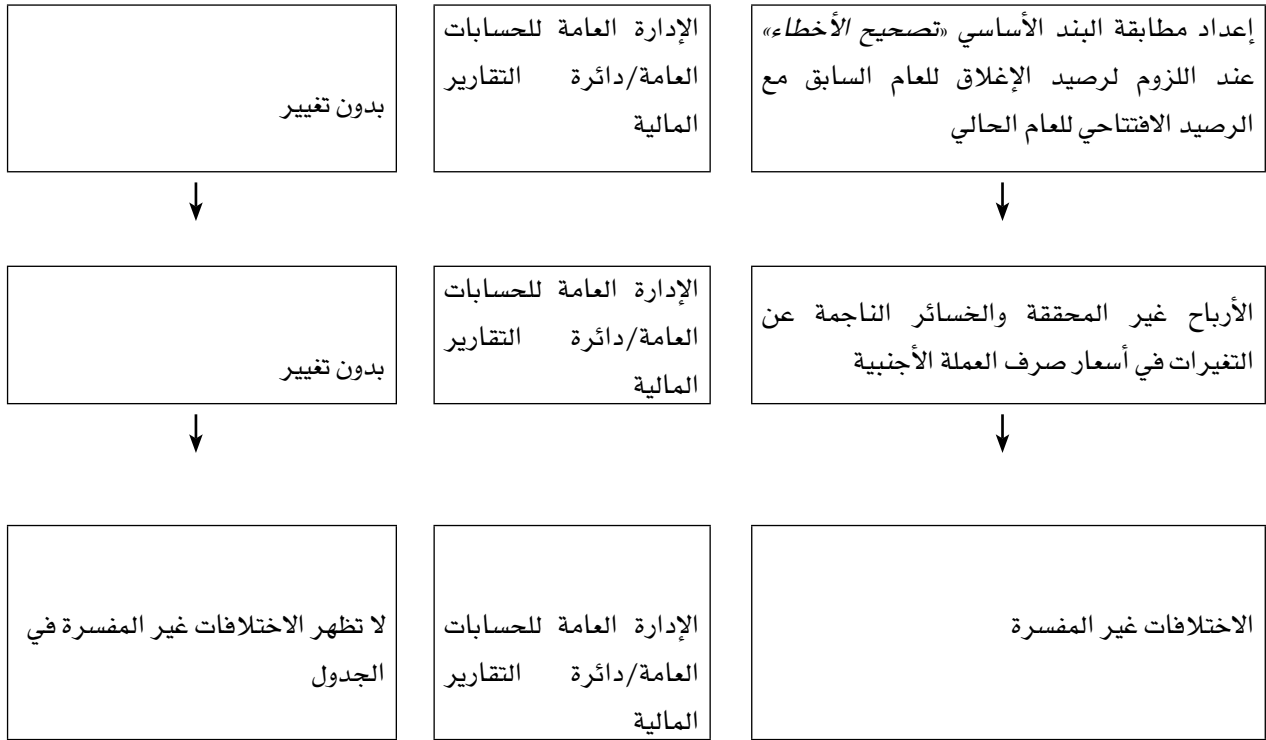 إعداد مطابقة البند الأساسي «تصحيح الأخطاء»
عند اللزوم لرصيد الإغلاق للعام السابق مع
الرصيد الافتتاحي للعام الحالي
الإدارة العامة للحسابات
العامة/دائرة التقارير
المالية
بدون تغيير
الأرباح غير المحققة والخسائر الناجمة عن
التغيرات في أسعار صرف العملة الأجنبية
الإدارة العامة للحسابات
العامة/دائرة التقارير
المالية
بدون تغيير
الاختلافات غير المفسرة
الإدارة العامة للحسابات
العامة/دائرة التقارير
المالية
لا تظهر الاختلافات غير المفسرة في
الجدول